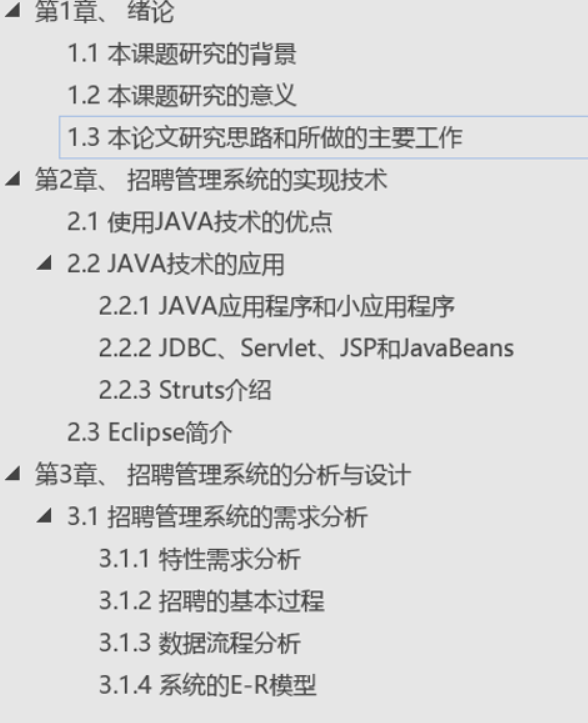 第1章、 绪论
1.1 本课题研究的背景
1.2 本课题研究的意义
1.3 本论文研究思路和所做的主要工作
第2章、 招聘管理系统的实现技术
2.1 使用JAVA技术的优点
2.2 JAVA技术的应用
2.2.1 JAVA应用程序和小应用程序
2.2.2 JDBC、Servlet、JSP和JavaBeans
2.2.3 Struts介绍
2.3 Eclipse简介
第3章、 招聘管理系统的分析与设计
3.1 招聘管理系统的需求分析
3.1.1 特性需求分析
3.1.2 招聘的基本过程
3.1.3 数据流程分析
3.1.4 系统的E-R模型